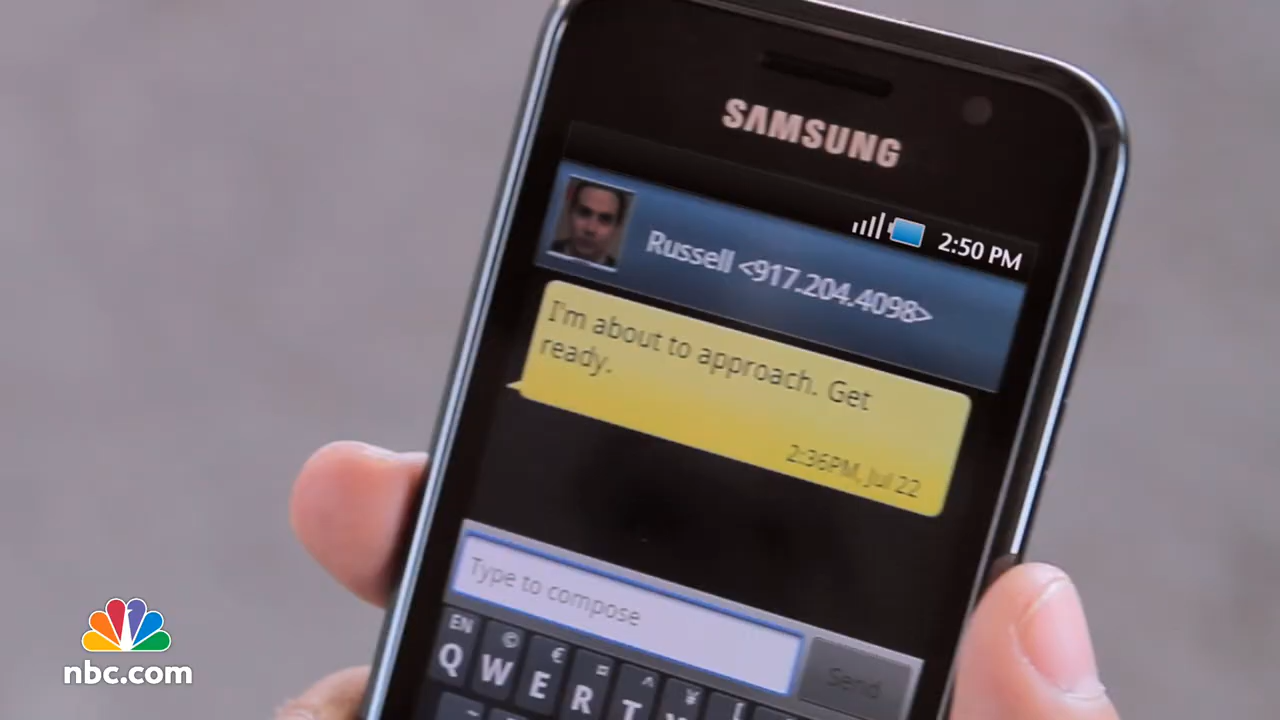 SAMSUNG
2:50 PM
Russell <917.204.4098>
I'm about to approach. Get
ready.
2:36PM, Jul 22
Type to compose
Send
EN © € ¤ ^ ¥ [
Q W E R T
nbc.com